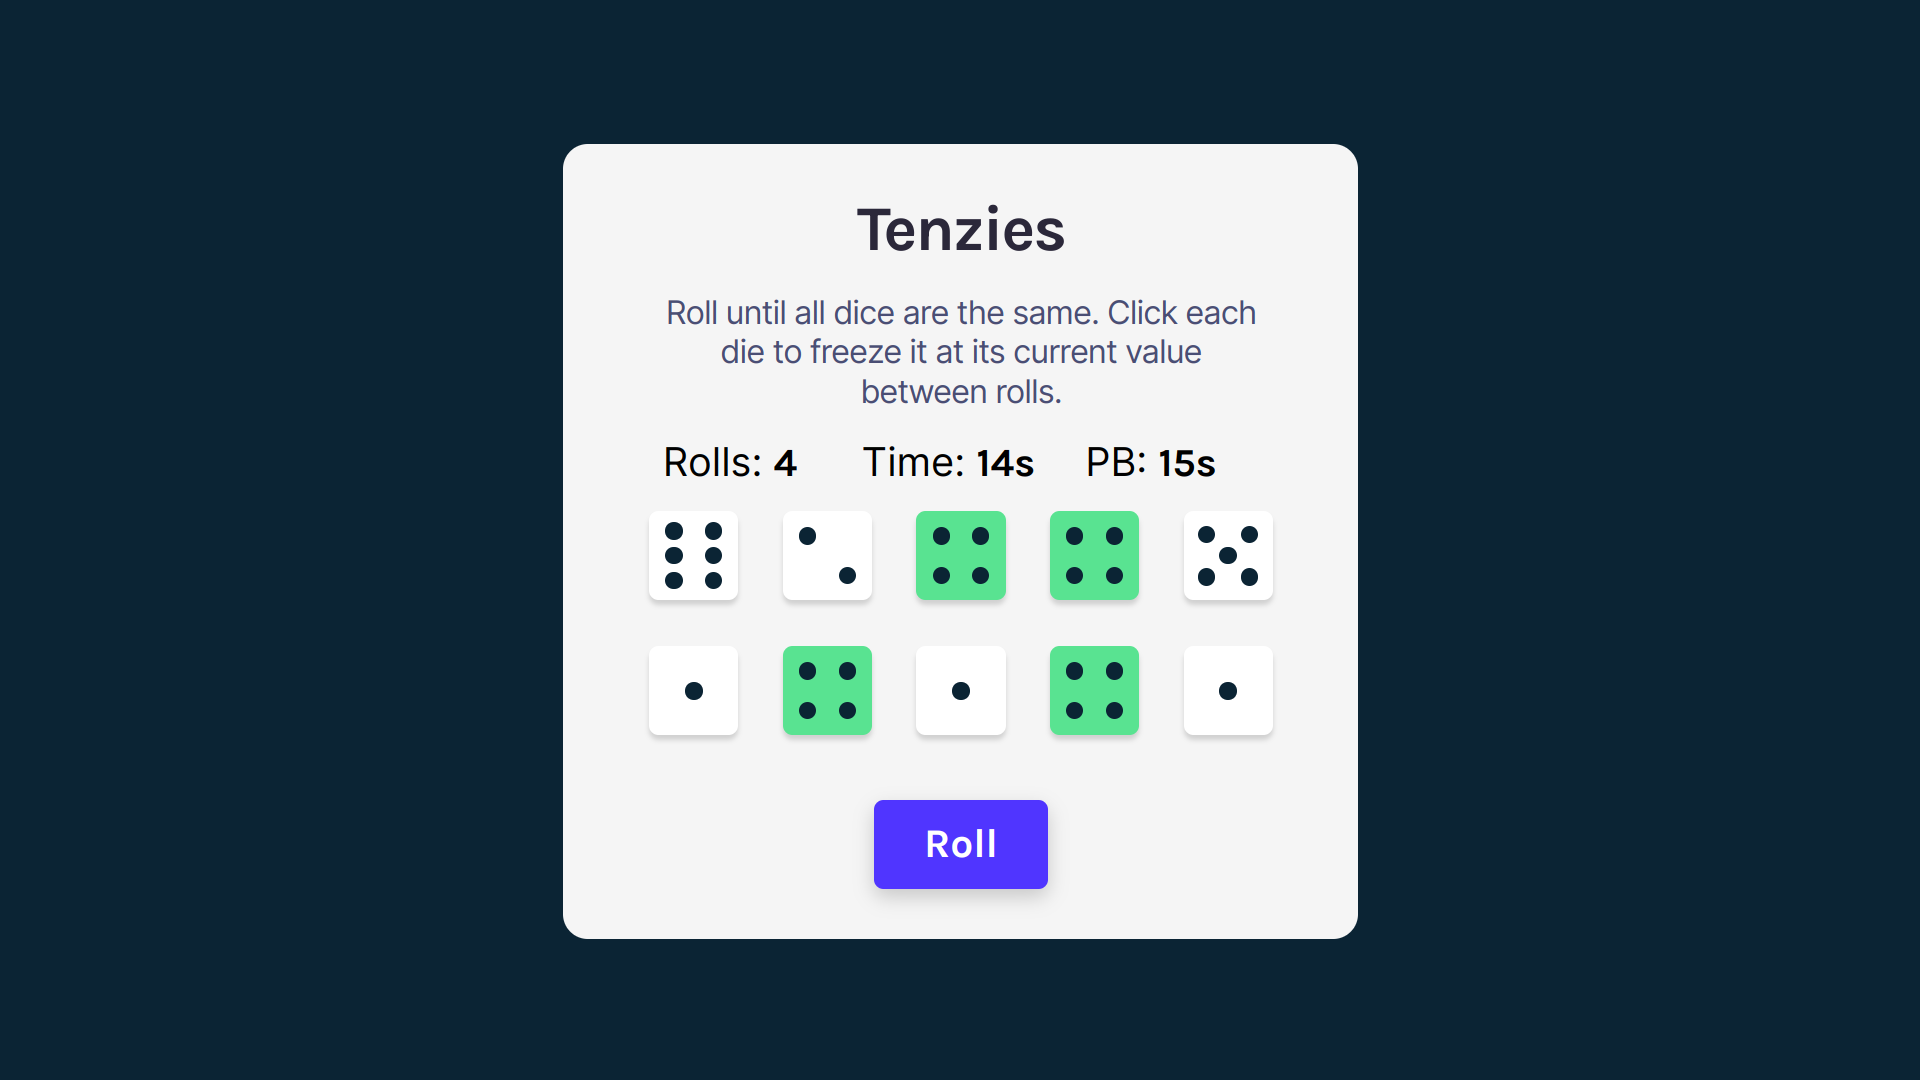 Tenzies
Roll until all dice are the same. Click each
die to freeze it at its current value
between rolls.
Rolls: 4 Time: 14s PB: 15s
Roll